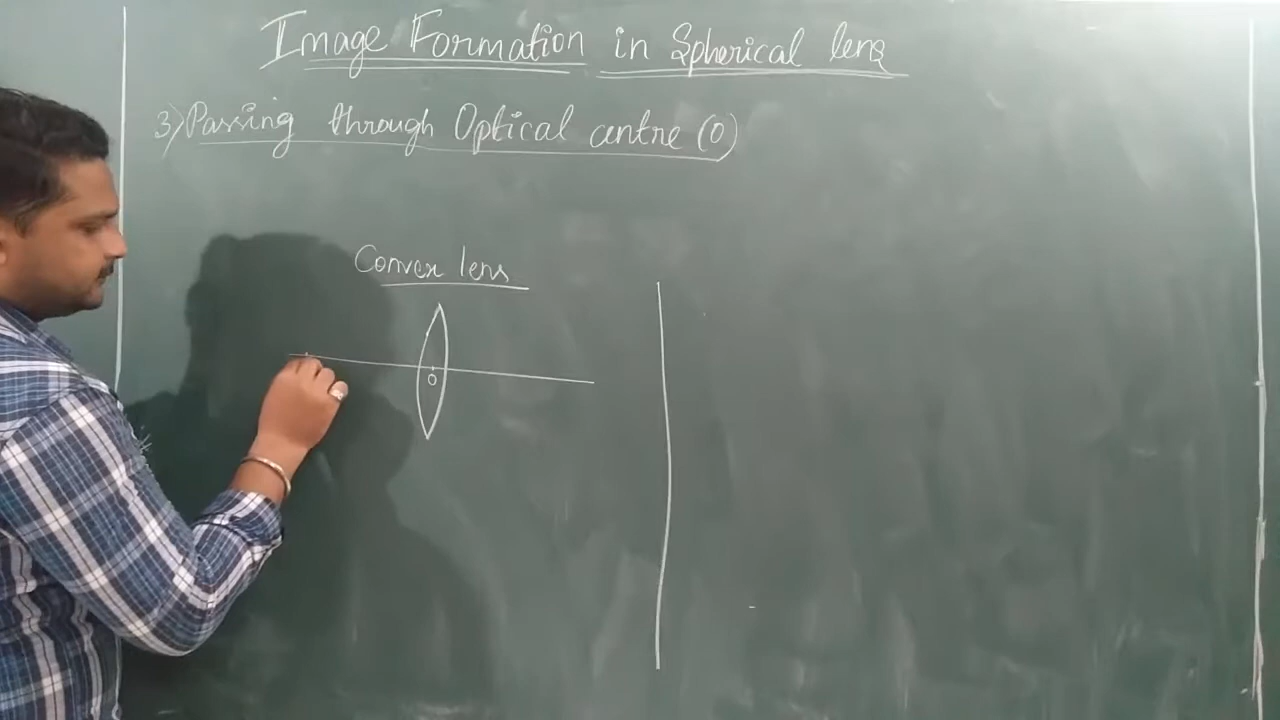 Image Formation in Spherical lens
3) Passing through Optical centre (O)
Convex lens
O